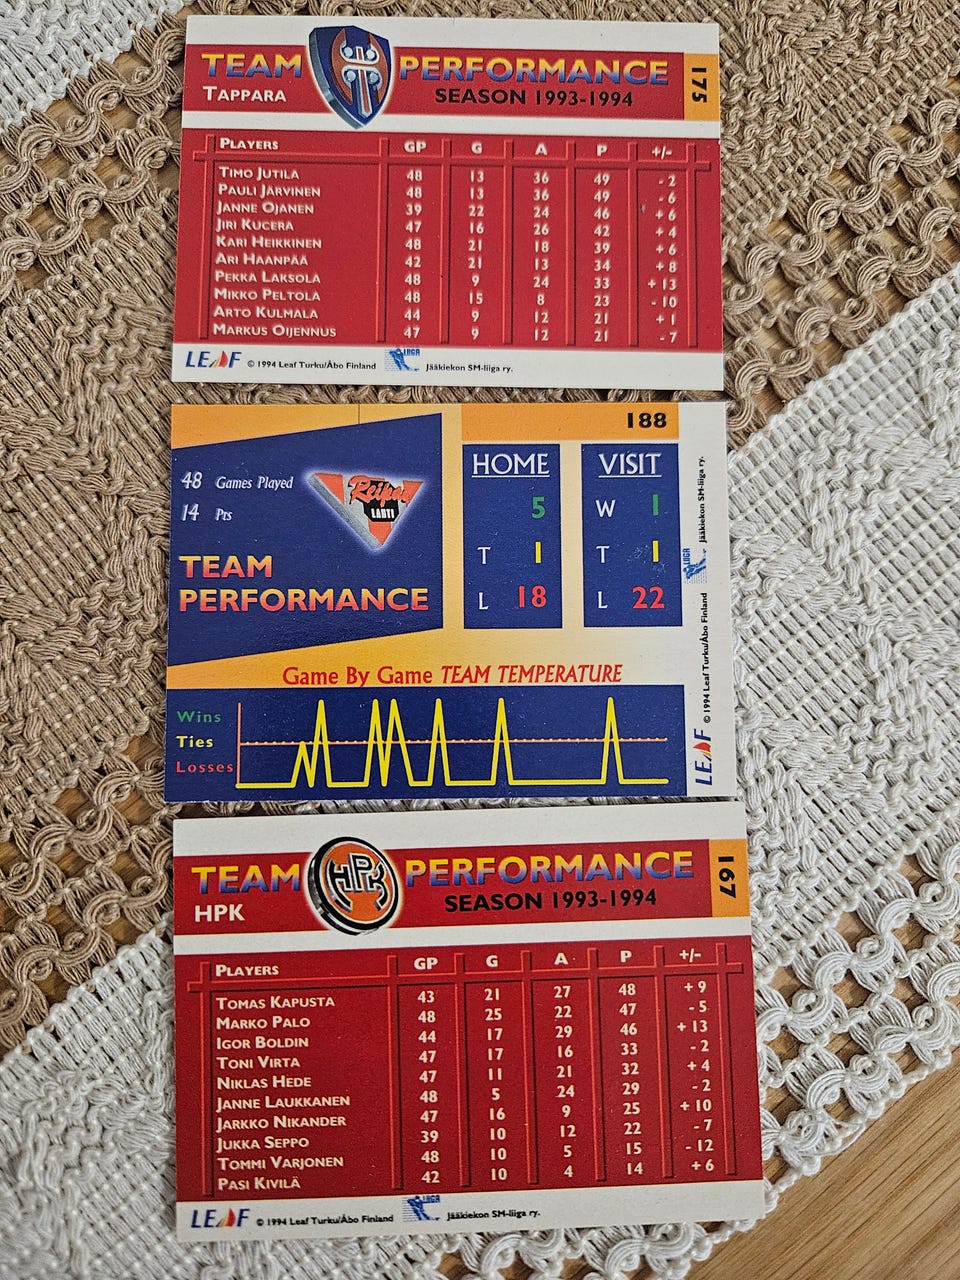 TEAM PERFORMANCE 175
TAPPARA SEASON 1993-1994
PLAYERS GP G A P +/-
TIMO JUTILA 48 13 36 49 - 2
PAULI JÄRVINEN 48 13 36 49 - 6
JANNE OJANEN 39 22 24 46 + 6
JIRI KUCERA 47 16 26 42 + 4
KARI HEIKKINEN 48 21 18 39 + 6
ARI HAANPÄÄ 42 21 13 34 + 8
PEKKA LAKSOLA 48 9 24 33 + 13
MIKKO PELTOLA 48 15 8 23 - 10
ARTO KULMALA 44 9 12 21 + 1
MARKUS OIJENNUS 47 9 12 21 - 7
LEAF © 1994 Leaf Turku/Åbo Finland LIIGA Jääkiekon SM-liiga ry.
188
48 Games Played
14 Pts
Reipas
LAHTI
TEAM
PERFORMANCE
HOME
5
T 1
L 18
VISIT
W 1
T 1
L 22
Game By Game TEAM TEMPERATURE
Wins
Ties
Losses
LEAF © 1994 Leaf Turku/Åbo Finland LIIGA Jääkiekon SM-liiga ry.
TEAM HPK PERFORMANCE 167
HPK SEASON 1993-1994
PLAYERS GP G A P +/-
TOMAS KAPUSTA 43 21 27 48 + 9
MARKO PALO 48 25 22 47 - 5
IGOR BOLDIN 44 17 29 46 + 13
TONI VIRTA 47 17 16 33 - 2
NIKLAS HEDE 47 11 21 32 + 4
JANNE LAUKKANEN 48 5 24 29 - 2
JARKKO NIKANDER 47 16 9 25 + 10
JUKKA SEPPO 39 10 12 22 - 7
TOMMI VARJONEN 48 10 5 15 - 12
PASI KIVILÄ 42 10 4 14 + 6
LEAF © 1994 Leaf Turku/Åbo Finland LIIGA Jääkiekon SM-liiga ry.